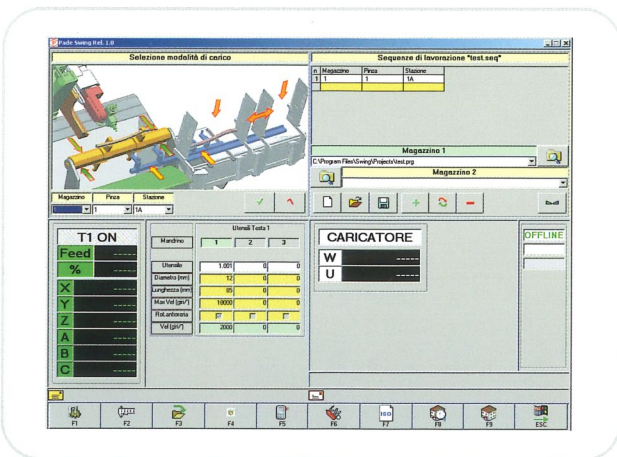 Pade Swing Rel. 1.0
Selezione modalità di carico
Magazzino Pinza Stazione
1 1A
Sequenze di lavorazione "test.seq"
n Magazzino Pinza Stazione
1 1 1 1A
Magazzino 1
C:\Program Files\Swing\Projects\test.prg
Magazzino 2
T1 ON
Feed -----
% -----
X -----
Y -----
Z -----
A -----
B -----
C -----
Utensili Testa 1
Mandrino 1 2 3
Utensile 1.001 0 0
Diametro (mm) 12 0 0
Lunghezza (mm) 85 0 0
Max Vel (giri/') 18000 0 0
Rot.antioraria
Vel (giri/') 2000 0 0
CARICATORE
W -----
U -----
OFFLINE
F1 F2 F3 F4 F5 F6 ISO F7 F8 F9 ESC